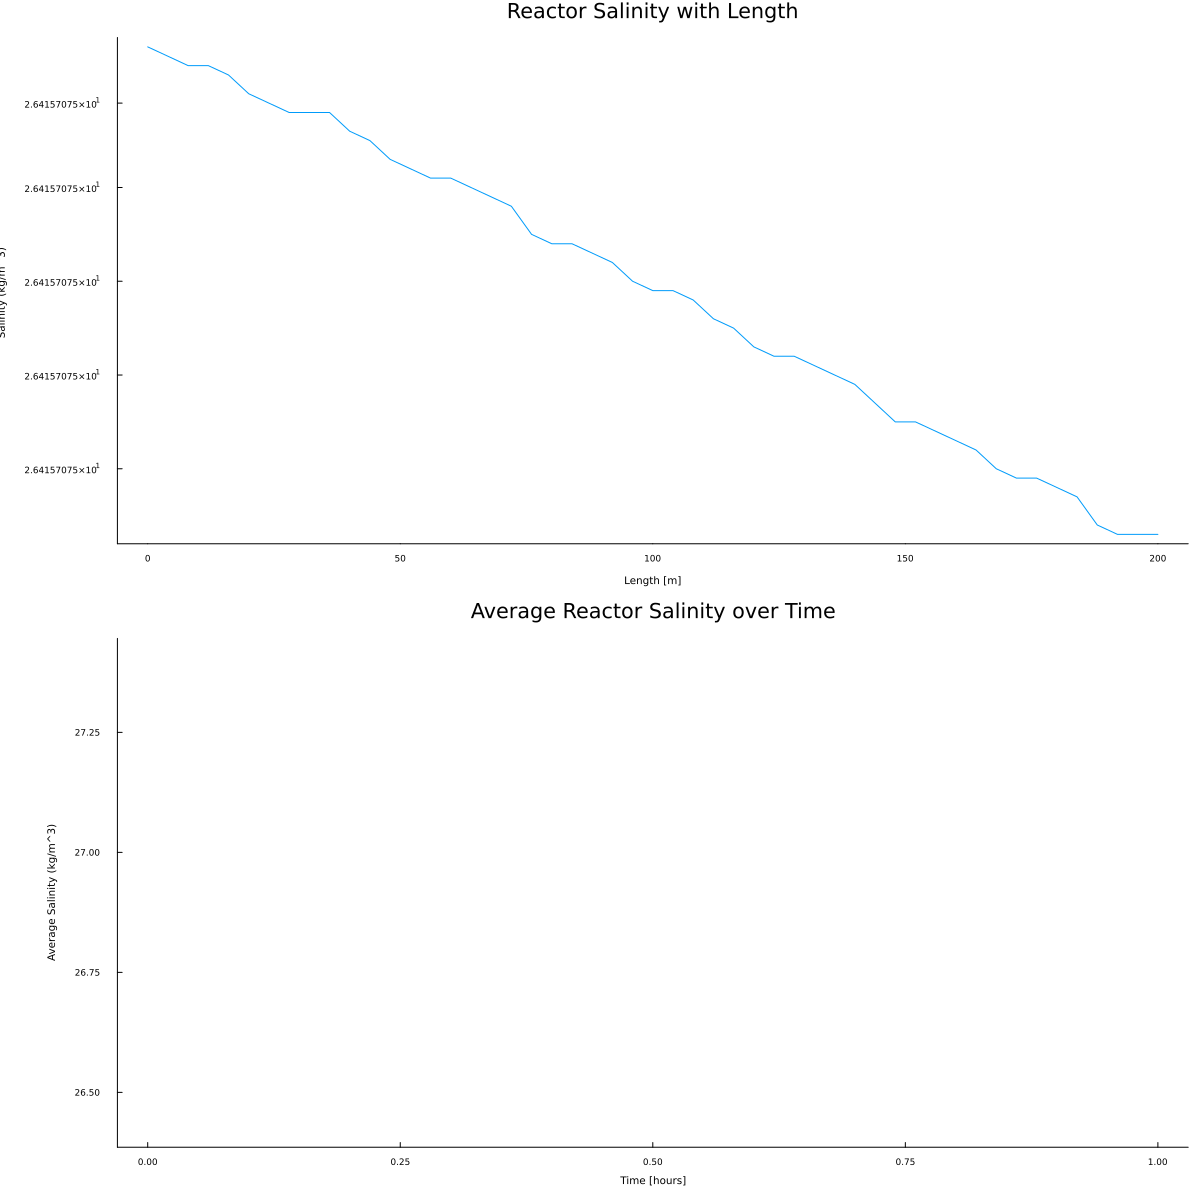 Reactor Salinity with Length
2.64157075×10¹
2.64157075×10¹
2.64157075×10¹
2.64157075×10¹
2.64157075×10¹
0 50 100 150 200
Length [m]
Average Reactor Salinity over Time
Average Salinity (kg/m^3)
27.25
27.00
26.75
26.50
0.00 0.25 0.50 0.75 1.00
Time [hours]